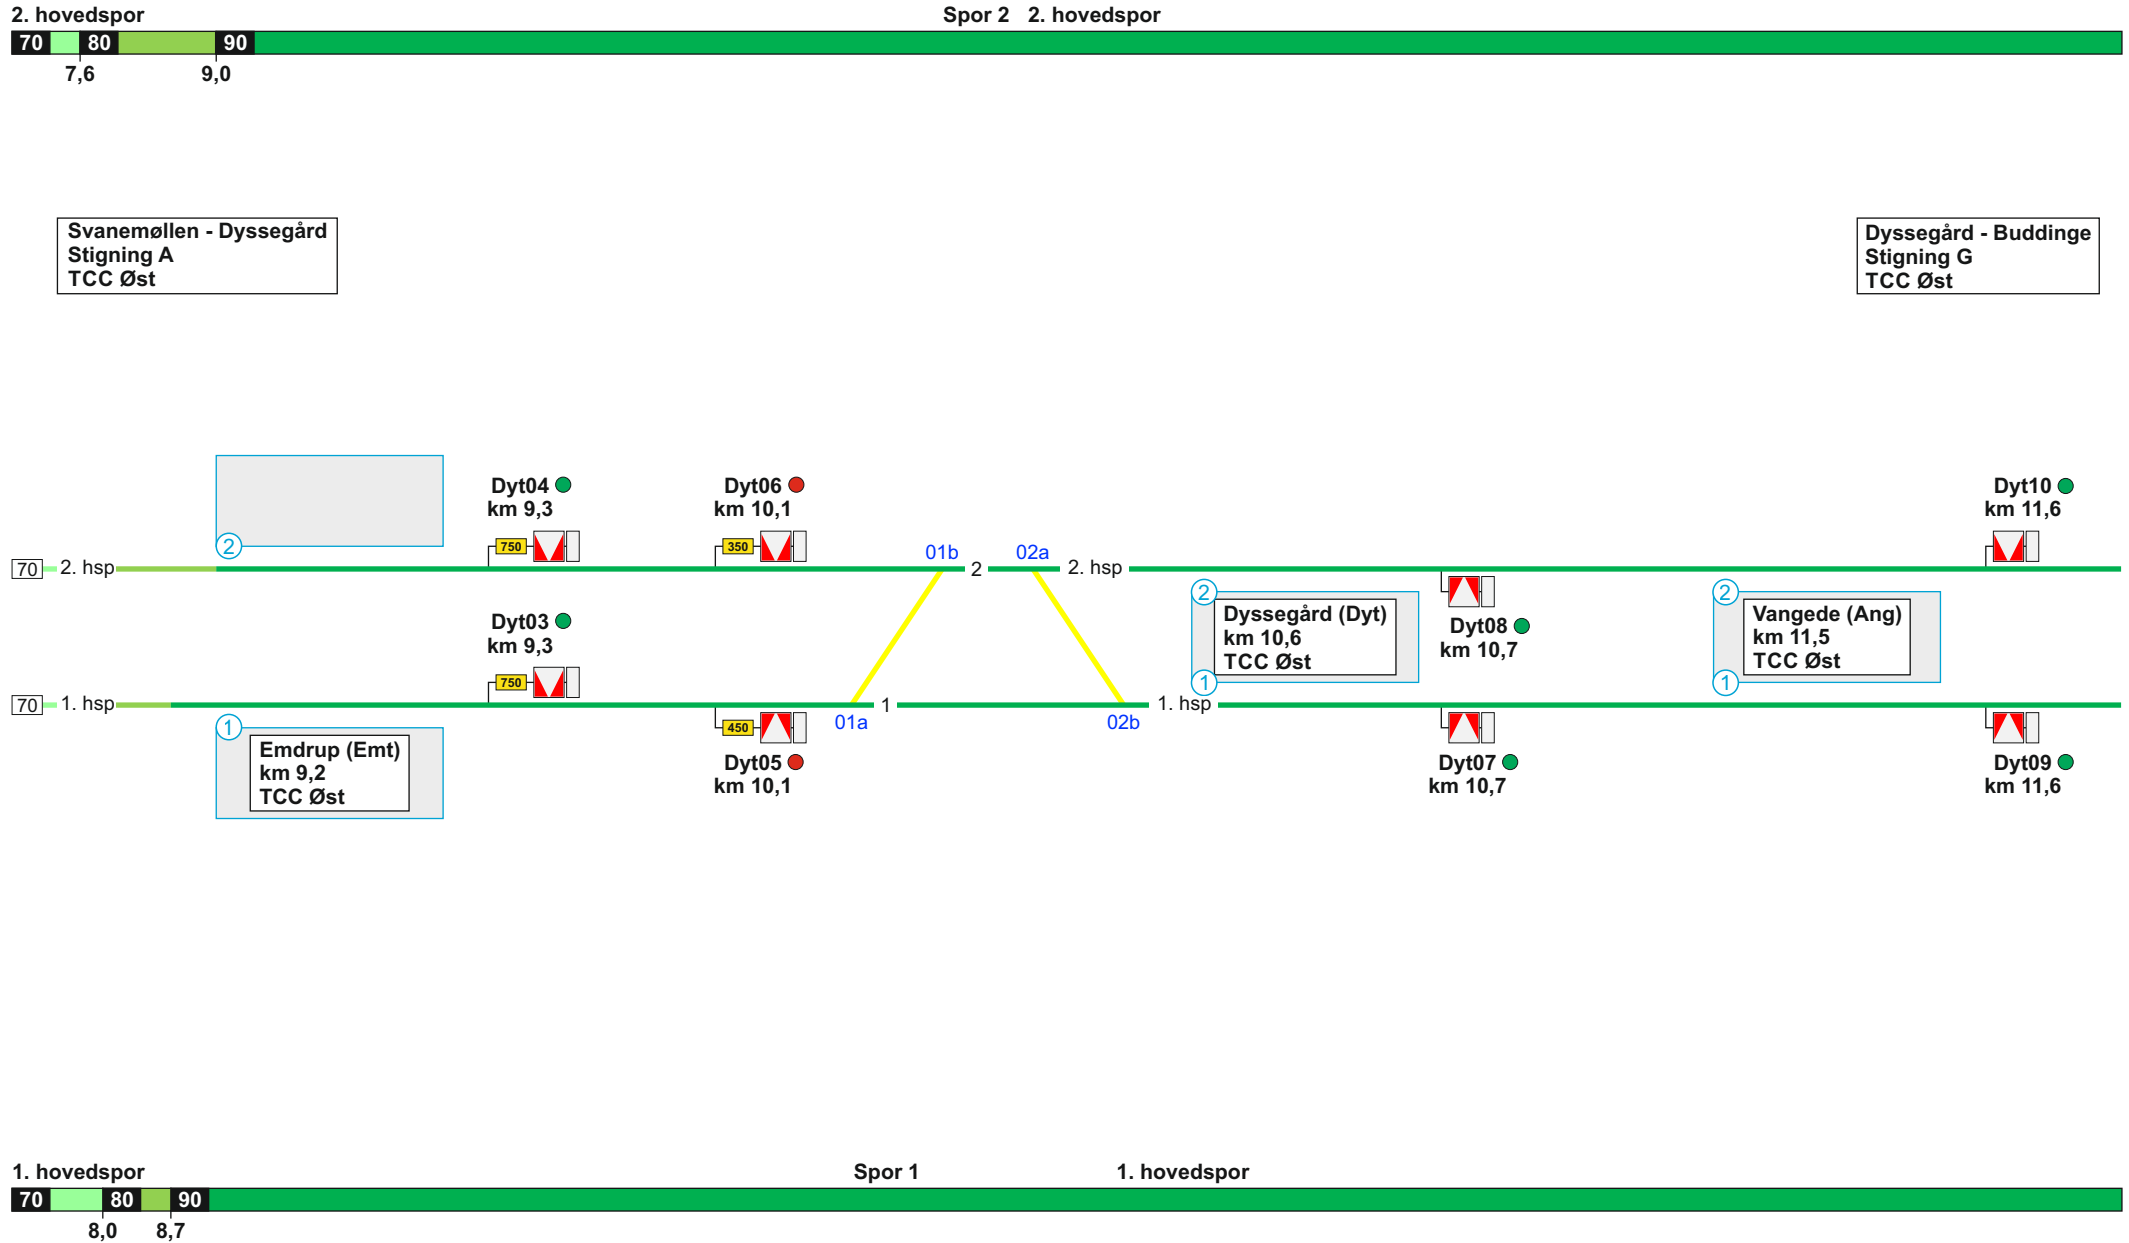 2. hovedspor
Spor 2 2. hovedspor
70 80 90
7,6 9,0
Svanemøllen - Dyssegård
Stigning A
TCC Øst
Dyssegård - Buddinge
Stigning G
TCC Øst
Dyt04
km 9,3
750
Dyt06
km 10,1
350
Dyt10
km 11,6
2
01b
02a
70 2. hsp
2
2. hsp
Dyt03
km 9,3
750
2
Dyssegård (Dyt)
km 10,6
TCC Øst
1
Dyt08
km 10,7
2
Vangede (Ang)
km 11,5
TCC Øst
1
70 1. hsp
1
1. hsp
1
Emdrup (Emt)
km 9,2
TCC Øst
450
Dyt05
km 10,1
01a
02b
Dyt07
km 10,7
Dyt09
km 11,6
1. hovedspor
Spor 1
1. hovedspor
70 80 90
8,0 8,7